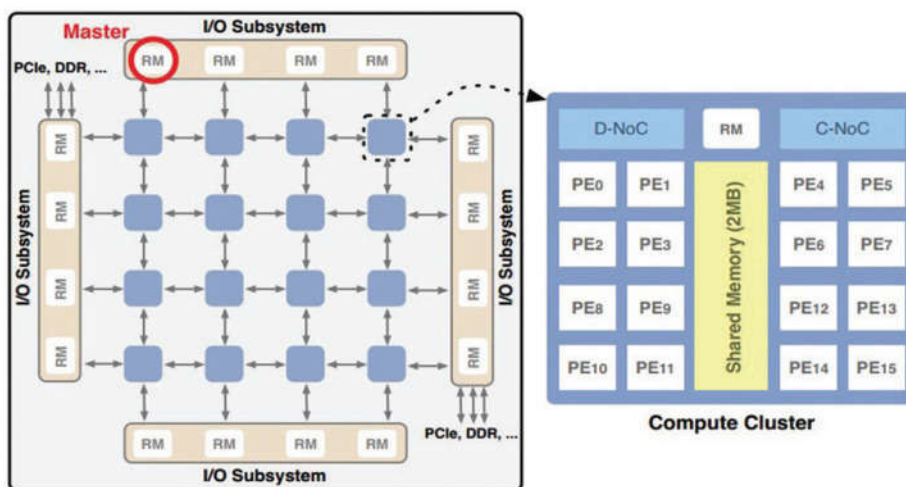 Master
I/O Subsystem
RM RM RM RM
PCIe, DDR, ...
I/O Subsystem
RM
RM
RM
RM
RM
RM
RM
RM
I/O Subsystem
PCIe, DDR, ...
RM RM RM RM
I/O Subsystem
D-NoC RM C-NoC
PE0 PE1 PE4 PE5
PE2 PE3 PE6 PE7
Shared Memory (2MB)
PE8 PE9 PE12 PE13
PE10 PE11 PE14 PE15
Compute Cluster